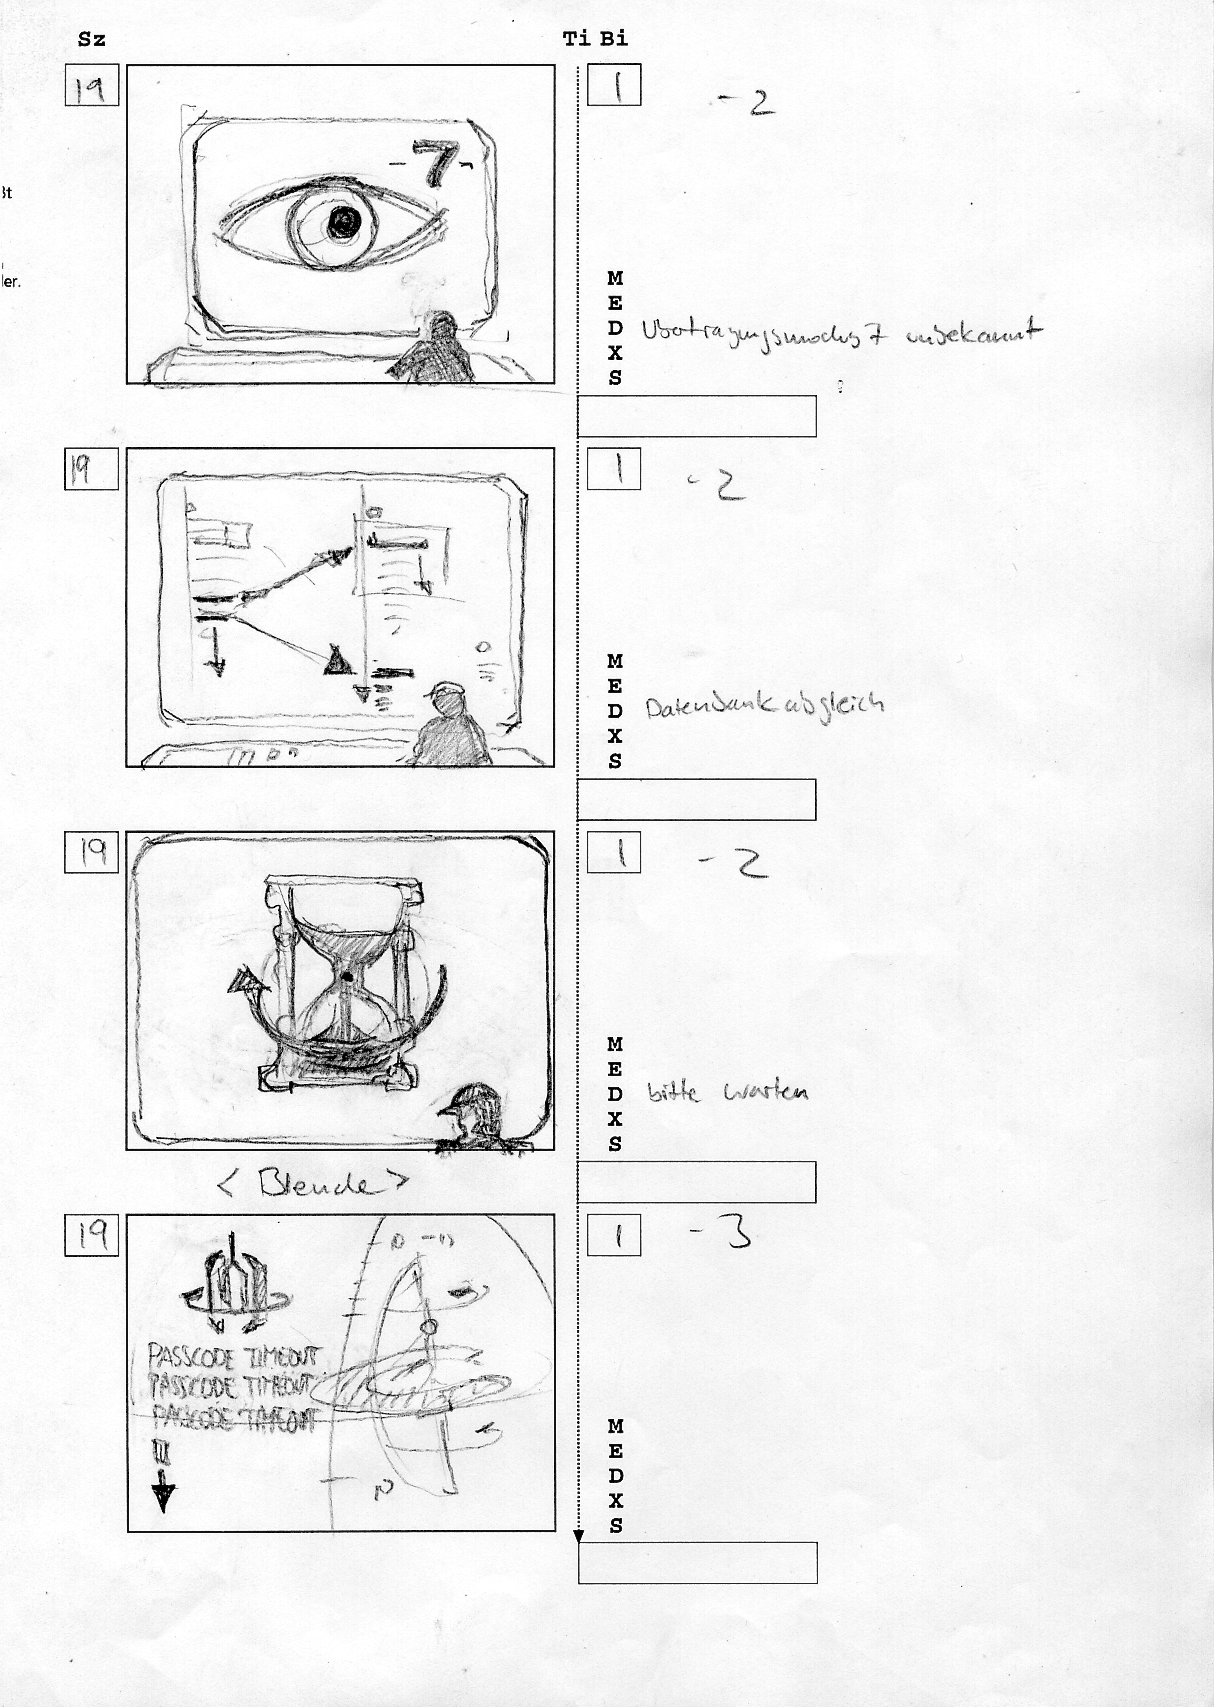 Sz Ti Bi
19 1 -2
ßt
-7-
ler.
M
E
D Übertragungsmodus 7 unbekannt
X
S
19 1 -2
M
E
D Datenbankabgleich
X
S
19 1 -2
M
E
D bitte warten
X
S
<Blende>
19 1 -3
PASSCODE TIMEOUT
PASSCODE TIMEOUT
PASSCODE TIMEOUT
M
E
D
X
S